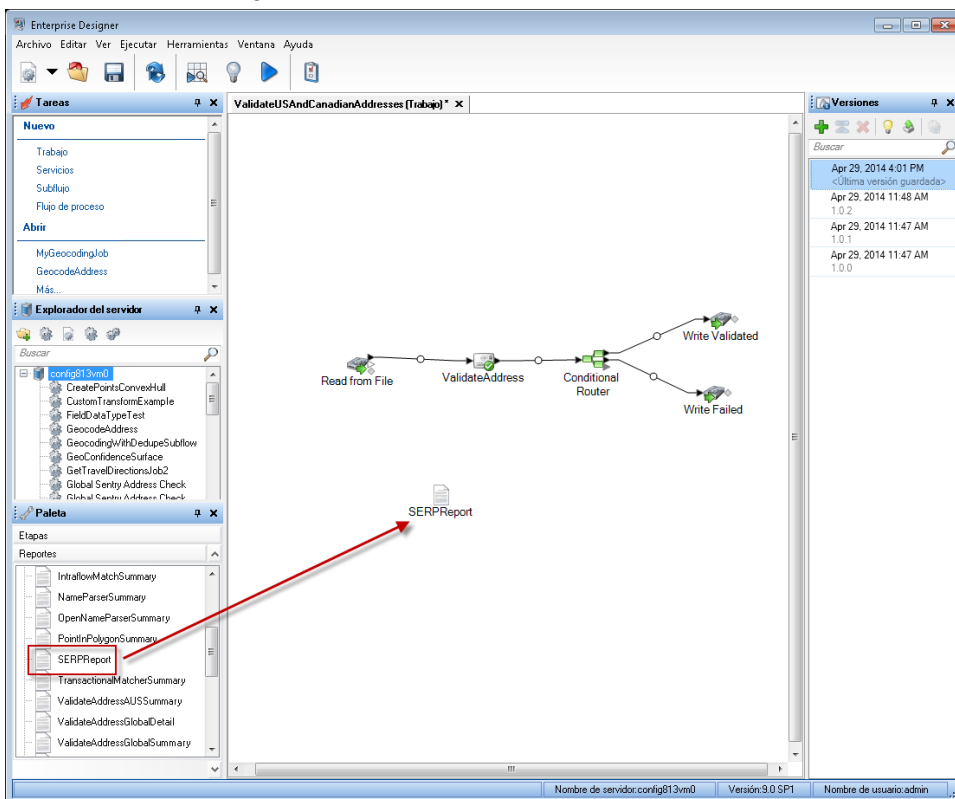 Enterprise Designer
Archivo Editar Ver Ejecutar Herramientas Ventana Ayuda
Tareas
Nuevo
Trabajo
Servicios
Subflujo
Flujo de proceso
Abrir
MyGeocodingJob
GeocodeAddress
Más...
Explorador del servidor
Buscar
config813vm0
CreatePointsConvexHull
CustomTransformExample
FieldDataTypeTest
GeocodeAddress
GeocodingWithDedupeSubflow
GeoConfidenceSurface
GetTravelDirectionsJob2
Global Sentry Address Check
Global Sentry Address Check
Paleta
Etapas
Reportes
IntraflowMatchSummary
NameParserSummary
OpenNameParserSummary
PointInPolygonSummary
SERPReport
TransactionalMatcherSummary
ValidateAddressAUSSummary
ValidateAddressGlobalDetail
ValidateAddressGlobalSummary
ValidateUSAndCanadianAddresses (Trabajo)*
Read from File
ValidateAddress
Conditional
Router
Write Validated
Write Failed
SERPReport
Versiones
Buscar
Apr 29, 2014 4:01 PM
<Última versión guardada>
Apr 29, 2014 11:48 AM
1.0.2
Apr 29, 2014 11:47 AM
1.0.1
Apr 29, 2014 11:47 AM
1.0.0
Nombre de servidor:config813vm0
Versión:9.0 SP1
Nombre de usuario:admin